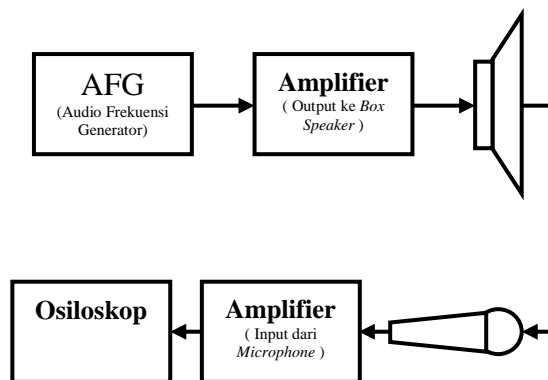 AFG
(Audio Frekuensi
Generator)
Amplifier
( Output ke Box
Speaker )
Osiloskop
Amplifier
( Input dari
Microphone )